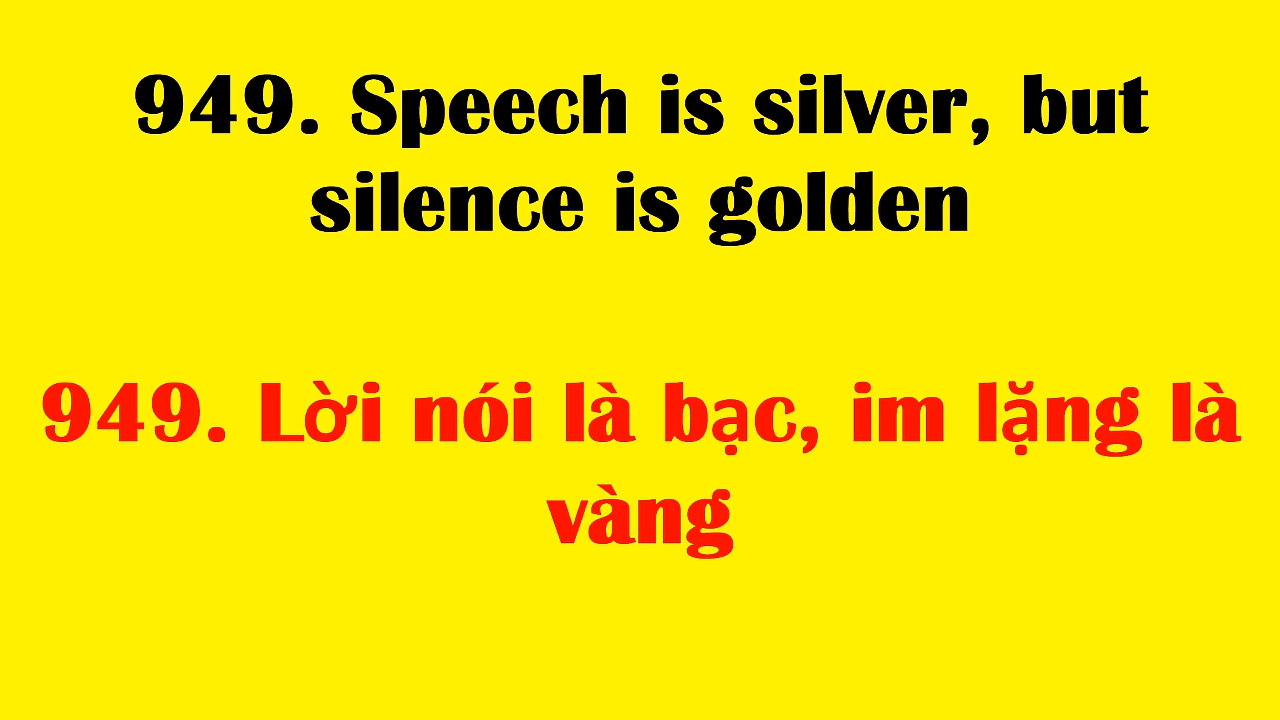 949. Speech is silver, but
silence is golden
949. Lời nói là bạc, im lặng là
vàng